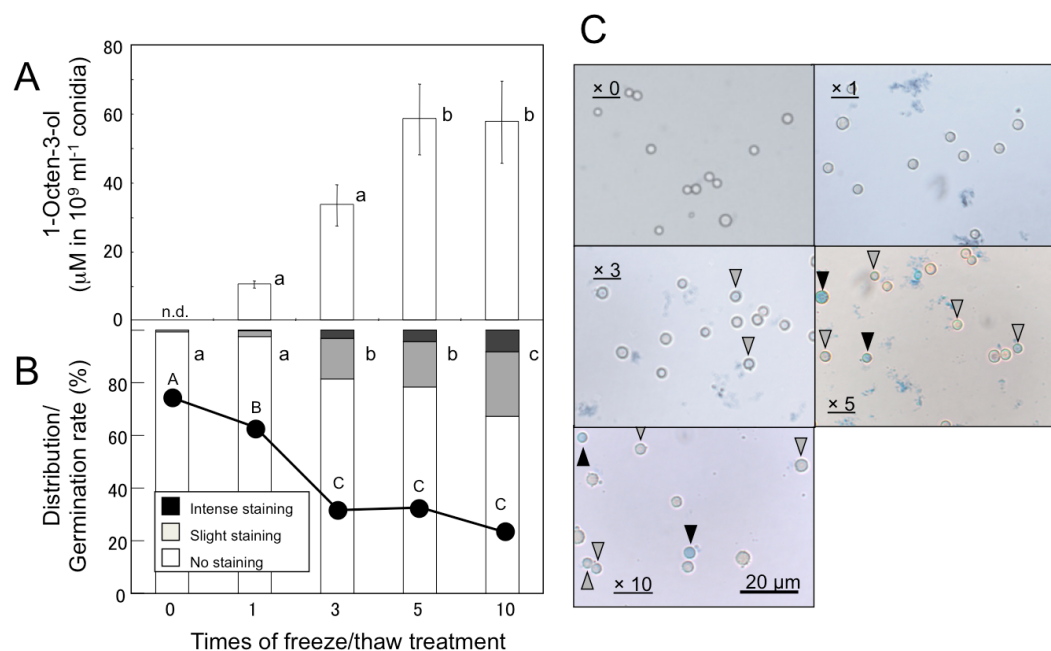 A
1-Octen-3-ol
(μM in 10⁹ ml⁻¹ conidia)
80
60
40
20
0
n.d.
a
a
b
b
B
Distribution/
Germination rate (%)
80
60
40
20
0
a
a
b
b
c
A
B
C
C
C
Intense staining
Slight staining
No staining
0 1 3 5 10
Times of freeze/thaw treatment
C
× 0
× 1
× 3
× 5
× 10
20 μm